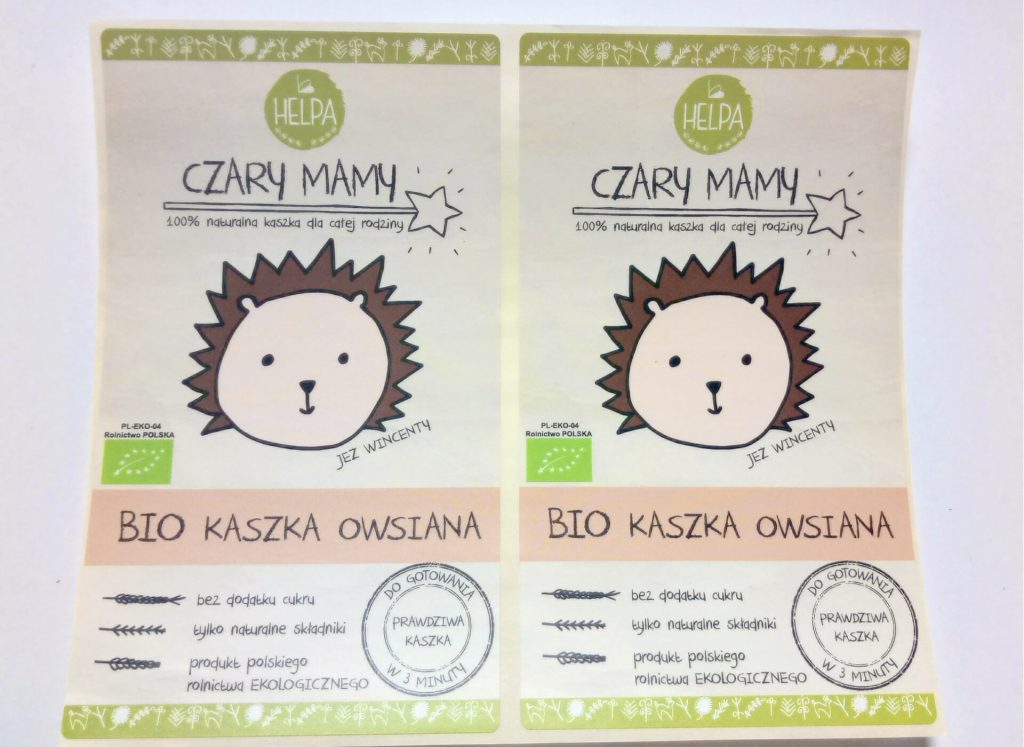 HELPA
CZARY MAMY
100% naturalna kaszka dla całej rodziny
JEŻ WINCENTY
PL-EKO-04
Rolnictwo POLSKA
BIO KASZKA OWSIANA
bez dodatku cukru
tylko naturalne składniki
produkt polskiego
rolnictwa EKOLOGICZNEGO
DO GOTOWANIA
PRAWDZIWA
KASZKA
W 3 MINUTY
HELPA
CZARY MAMY
100% naturalna kaszka dla całej rodziny
JEŻ WINCENTY
PL-EKO-04
Rolnictwo POLSKA
BIO KASZKA OWSIANA
bez dodatku cukru
tylko naturalne składniki
produkt polskiego
rolnictwa EKOLOGICZNEGO
DO GOTOWANIA
PRAWDZIWA
KASZKA
W 3 MINUTY